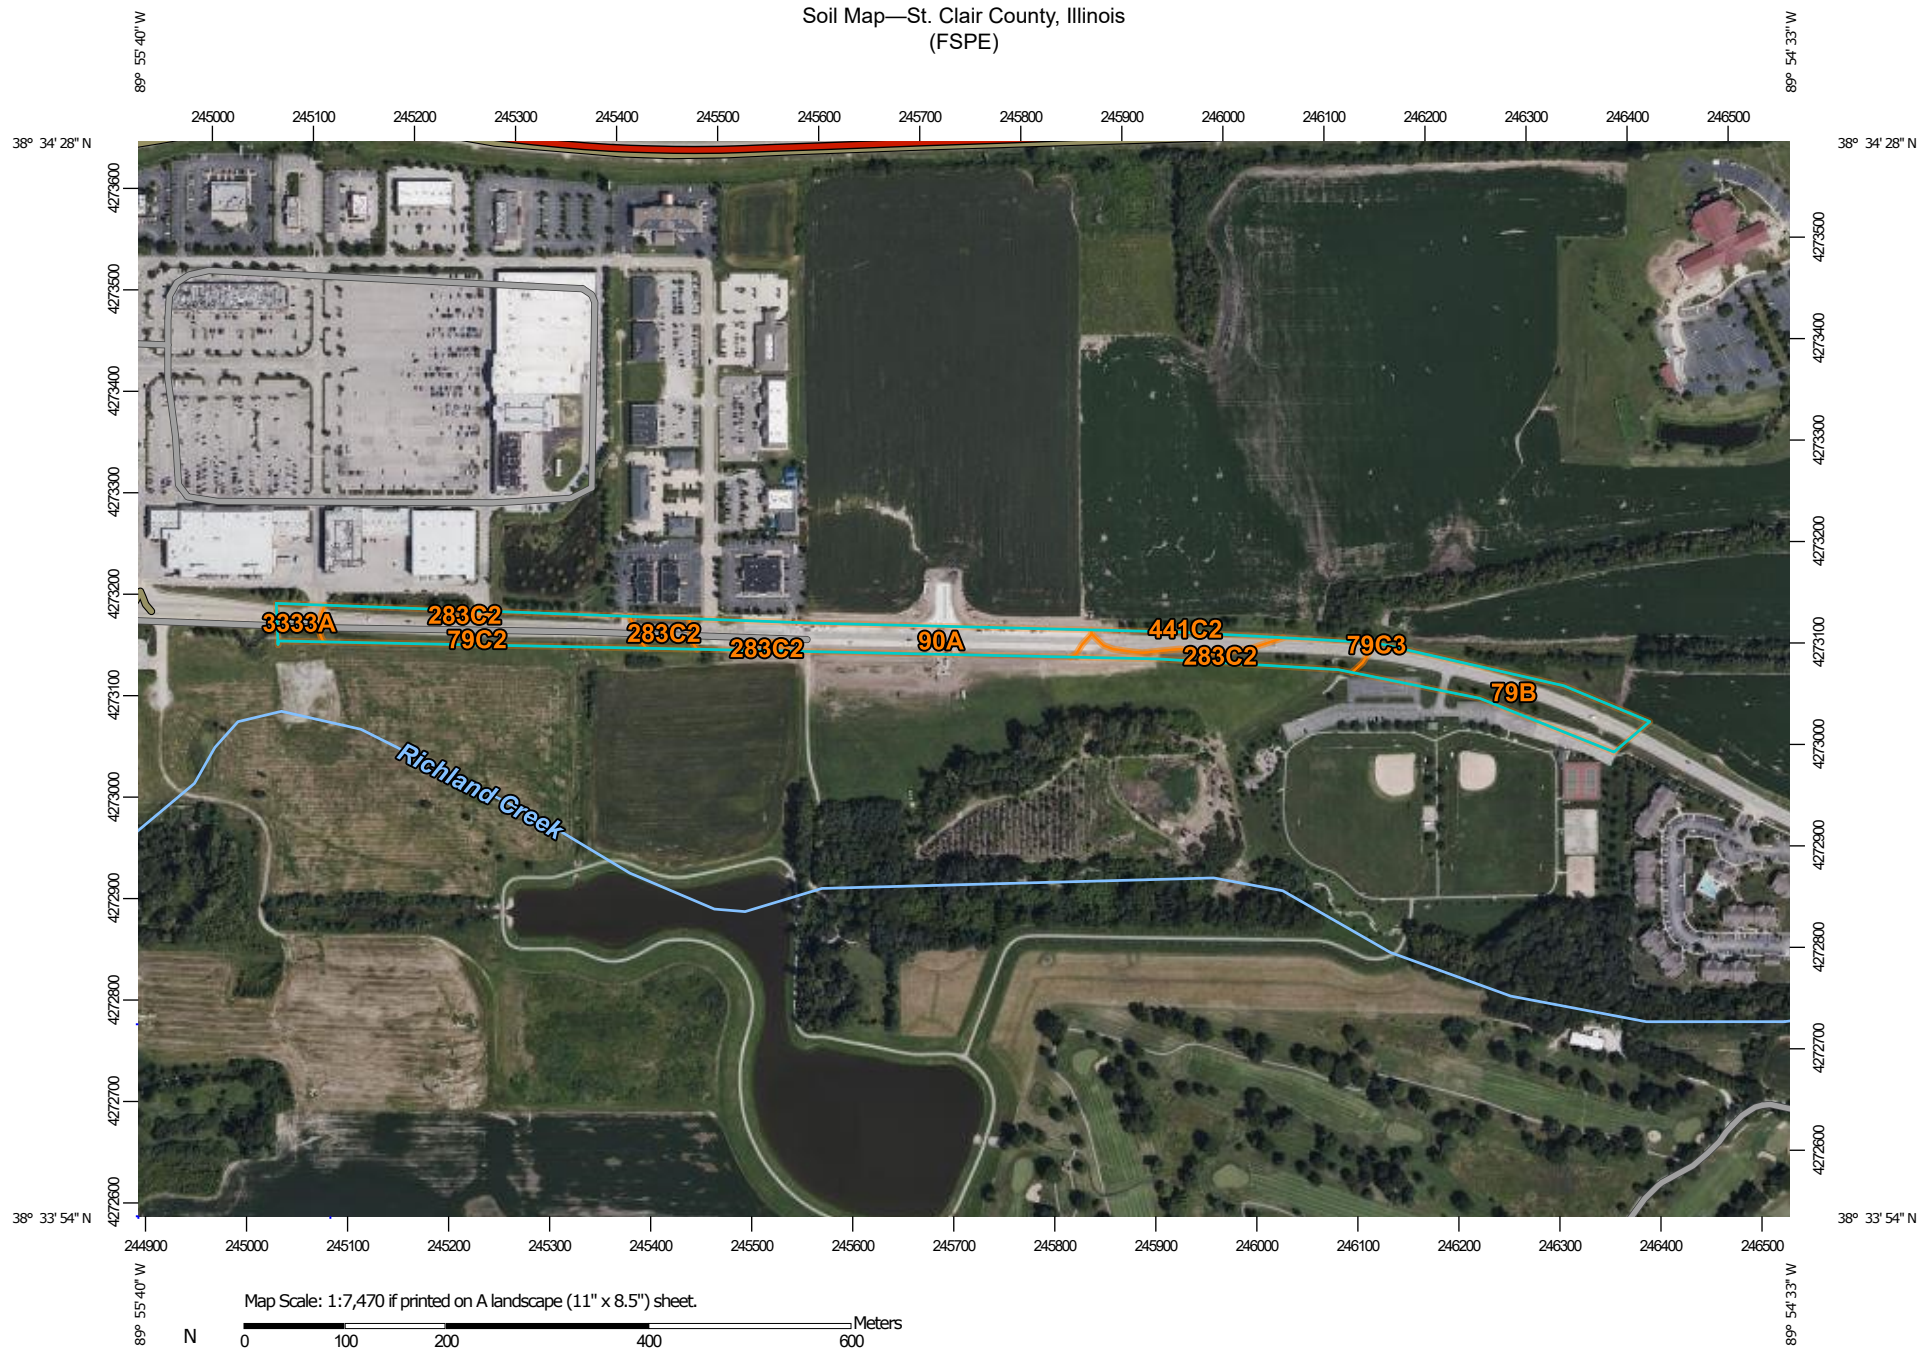 Soil Map—St. Clair County, Illinois
(FSPE)
89° 55' 40" W
89° 54' 33" W
245000 245100 245200 245300 245400 245500 245600 245700 245800 245900 246000 246100 246200 246300 246400 246500
38° 34' 28" N
38° 34' 28" N
4273600
4273500
4273500
4273400
4273400
4273300
4273300
4273200
4273200
4273100
4273100
4273000
4273000
4272900
4272900
4272800
4272800
4272700
4272700
4272600
4272600
3333A
283C2
79C2
283C2
283C2
90A
441C2
283C2
79C3
79B
Richland Creek
38° 33' 54" N
38° 33' 54" N
244900 245000 245100 245200 245300 245400 245500 245600 245700 245800 245900 246000 246100 246200 246300 246400 246500
89° 55' 40" W
89° 54' 33" W
Map Scale: 1:7,470 if printed on A landscape (11" x 8.5") sheet.
Meters
N
0 100 200 400 600